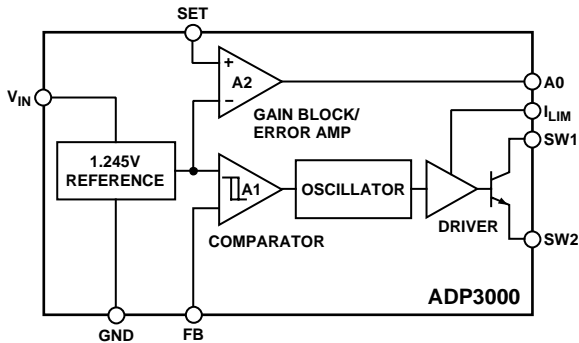 SET
+
A2
−
A0
V_IN
GAIN BLOCK/
ERROR AMP
I_LIM
SW1
1.245V
REFERENCE
A1
OSCILLATOR
COMPARATOR
DRIVER
SW2
ADP3000
GND
FB